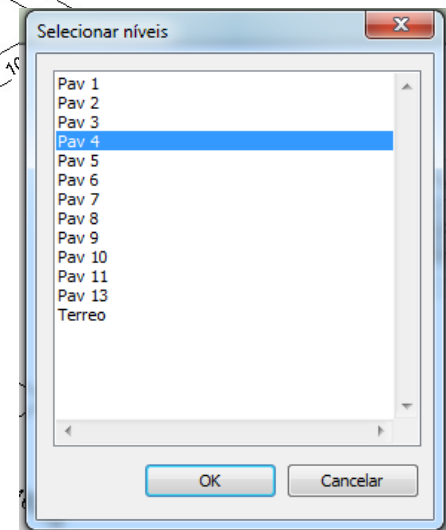 Selecionar níveis
Pav 1
Pav 2
Pav 3
Pav 4
Pav 5
Pav 6
Pav 7
Pav 8
Pav 9
Pav 10
Pav 11
Pav 13
Terreo
OK
Cancelar